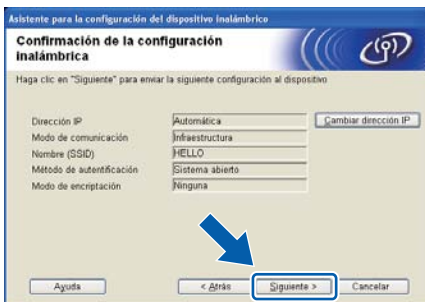 Asistente para la configuración del dispositivo inalámbrico
Confirmación de la configuración
inalámbrica
Haga clic en "Siguiente" para enviar la siguiente configuración al dispositivo
Dirección IP Automática Cambiar dirección IP
Modo de comunicación Infraestructura
Nombre (SSID) HELLO
Método de autentificación Sistema abierto
Modo de encriptación Ninguna
Ayuda < Atrás Siguiente > Cancelar